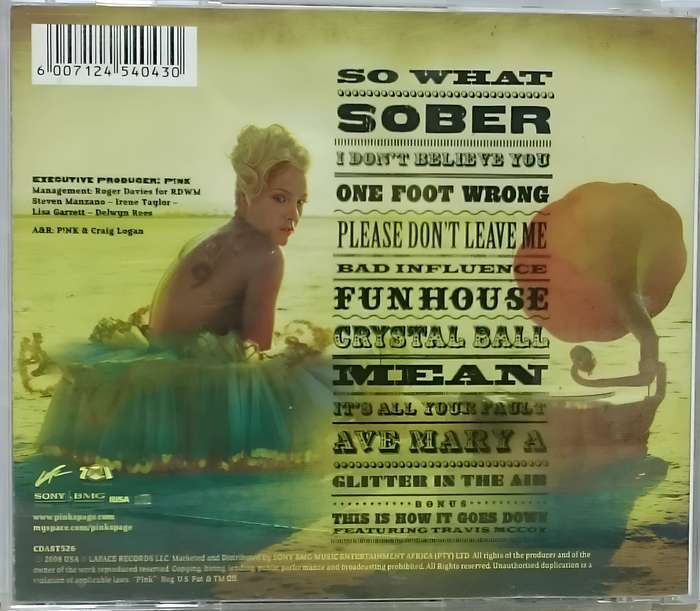 6 007124 540430
EXECUTIVE PRODUCER: P!NK
Management: Roger Davies for RDWM
Steven Manzano – Irene Taylor –
Lisa Garrett – Delwyn Rees
A&R: P!NK & Craig Logan
SO WHAT
SOBER
I DON'T BELIEVE YOU
ONE FOOT WRONG
PLEASE DON'T LEAVE ME
BAD INFLUENCE
FUNHOUSE
CRYSTAL BALL
MEAN
IT'S ALL YOUR FAULT
AVE MARY A
GLITTER IN THE AIR
BONUS
THIS IS HOW IT GOES DOWN
FEATURING TRAVIS MCCOY
SONY BMG RISA
www.pinkspage.com
myspace.com/pinkspage
CDAST526
℗ 2008 USA © LAFACE RECORDS LLC. Marketed and Distributed by SONY BMG MUSIC ENTERTAINMENT AFRICA (PTY) LTD. All rights of the producer and of the
owner of the work reproduced reserved. Copying, hiring, lending, public performance and broadcasting prohibited. All Rights reserved. Unauthorised duplication is a
violation of applicable laws. "P!nk" Reg. U.S. Pat & TM Off.